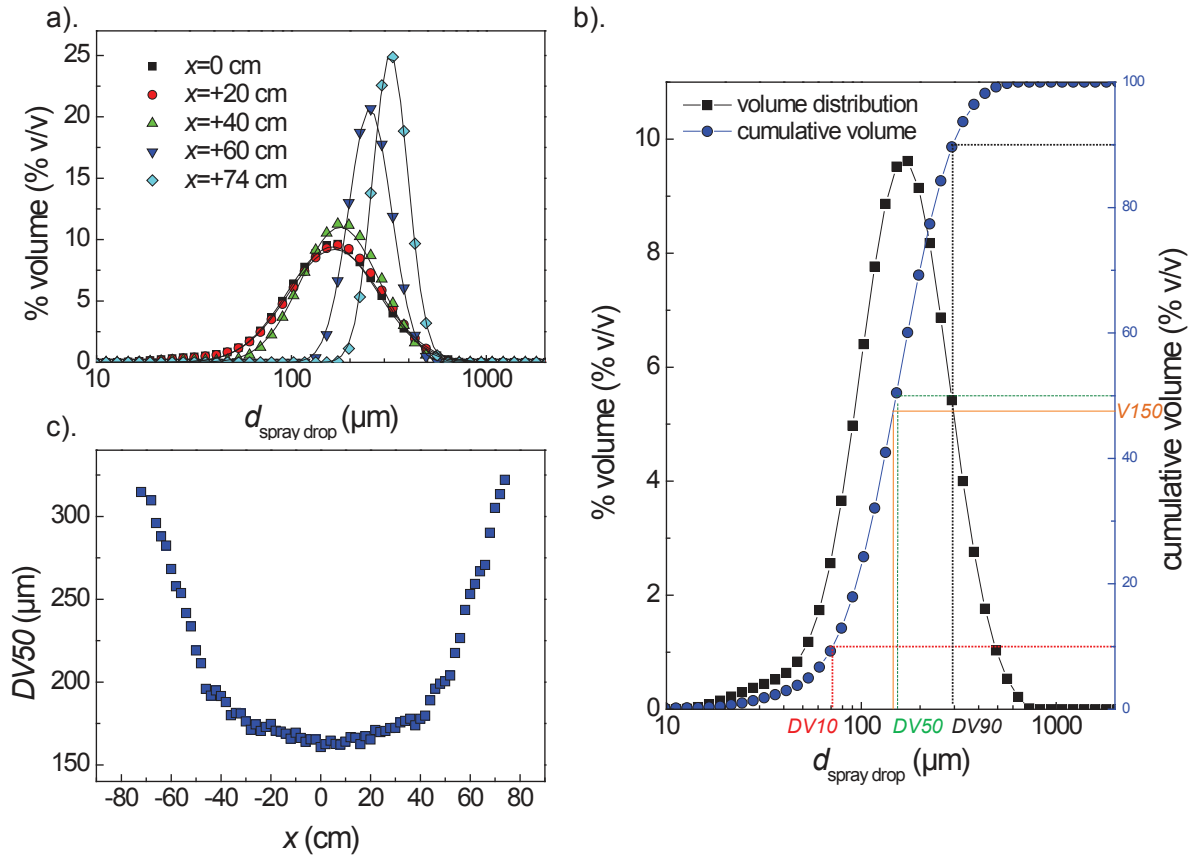 a).
25
20
15
10
5
0
% volume (% v/v)
x=0 cm
x=+20 cm
x=+40 cm
x=+60 cm
x=+74 cm
10
100
1000
d spray drop (µm)
b).
volume distribution
cumulative volume
10
8
6
4
2
0
% volume (% v/v)
100
80
60
40
20
0
cumulative volume (% v/v)
V150
10
100
1000
DV10
DV50
DV90
d spray drop (µm)
c).
300
250
200
150
DV50 (µm)
-80
-60
-40
-20
0
20
40
60
80
x (cm)